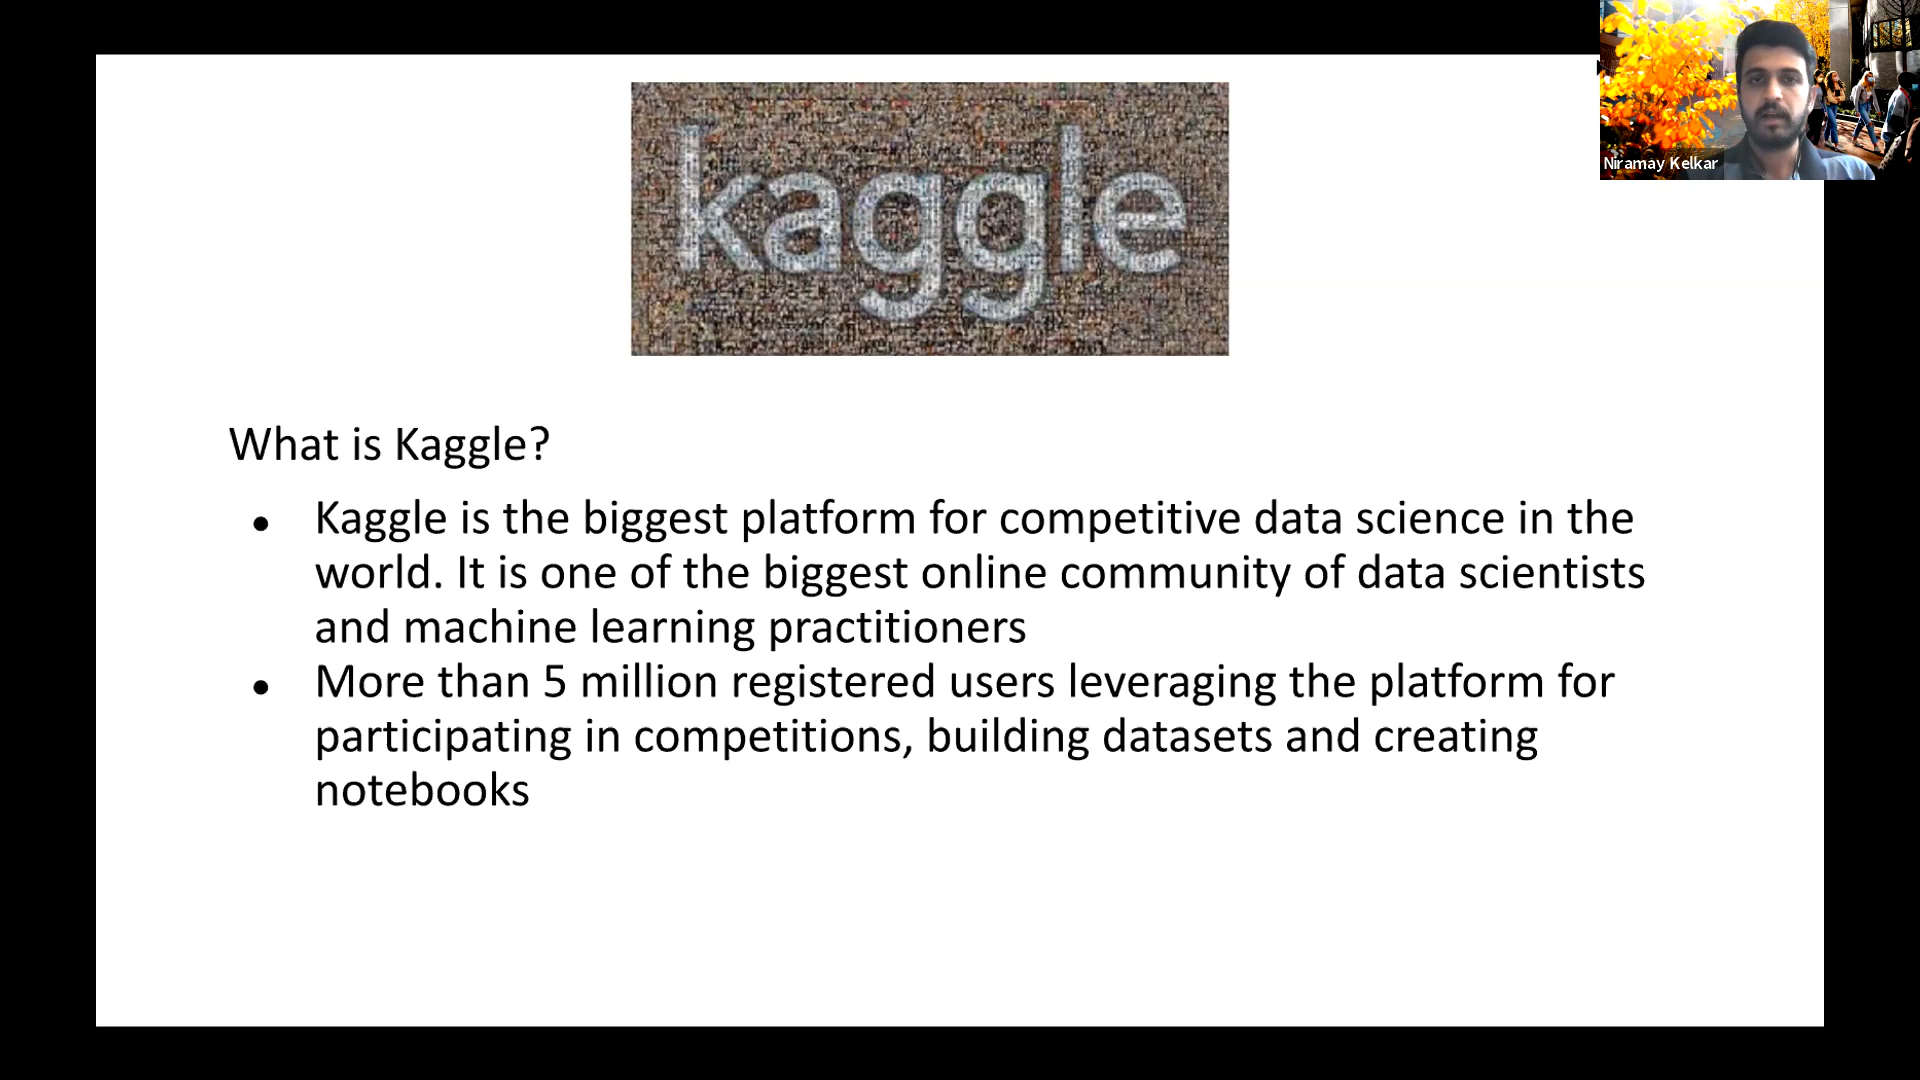 kaggle
Niramay Kelkar
What is Kaggle?
● Kaggle is the biggest platform for competitive data science in the
world. It is one of the biggest online community of data scientists
and machine learning practitioners
● More than 5 million registered users leveraging the platform for
participating in competitions, building datasets and creating
notebooks